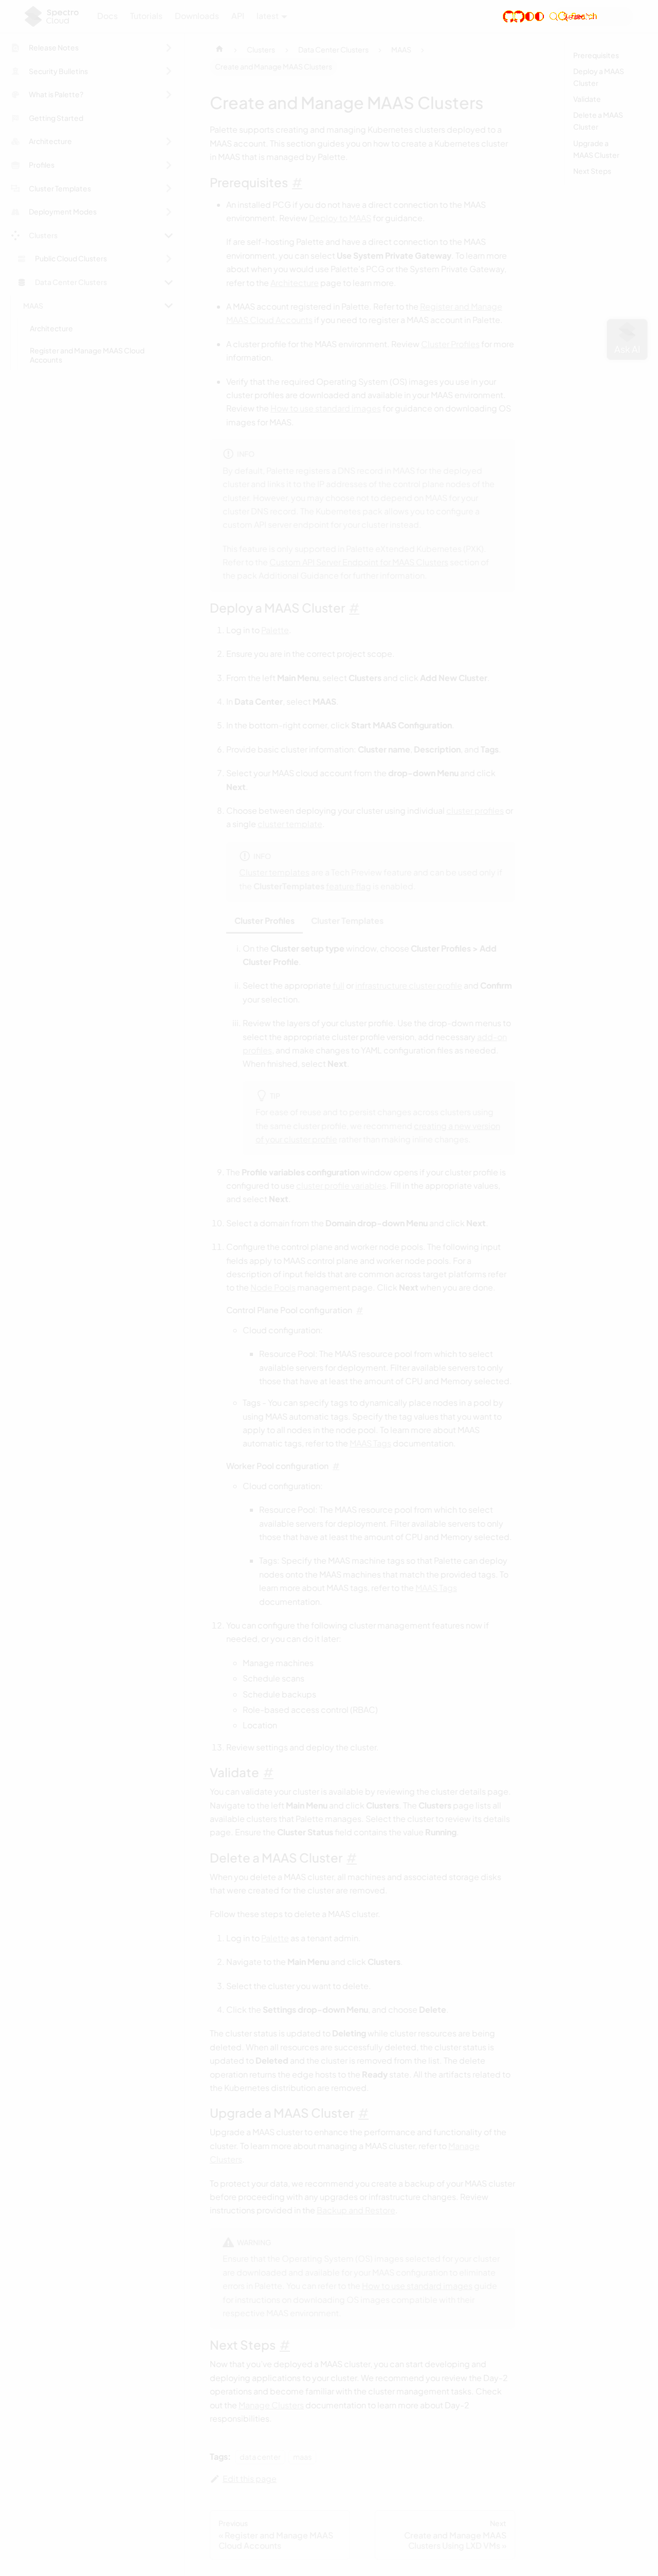 Spectro Cloud
Docs Tutorials Downloads API latest
Release Notes
Security Bulletins
What is Palette?
Getting Started
Architecture
Profiles
Cluster Templates
Deployment Modes
Clusters
Public Cloud Clusters
Data Center Clusters
MAAS
Architecture
Register and Manage MAAS Cloud
Accounts
Clusters Data Center Clusters MAAS
Create and Manage MAAS Clusters
Create and Manage MAAS Clusters
Palette supports creating and managing Kubernetes clusters deployed to a
MAAS account. This section guides you on how to create a Kubernetes cluster
in MAAS that is managed by Palette.
Prerequisites #
An installed PCG if you do not have a direct connection to the MAAS
environment. Review Deploy to MAAS for guidance.
If are self-hosting Palette and have a direct connection to the MAAS
environment, you can select Use System Private Gateway. To learn more
about when you would use Palette's PCG or the System Private Gateway,
refer to the Architecture page to learn more.
A MAAS account registered in Palette. Refer to the Register and Manage
MAAS Cloud Accounts if you need to register a MAAS account in Palette.
A cluster profile for the MAAS environment. Review Cluster Profiles for more
information.
Verify that the required Operating System (OS) images you use in your
cluster profiles are downloaded and available in your MAAS environment.
Review the How to use standard images for guidance on downloading OS
images for MAAS.
INFO
By default, Palette registers a DNS record in MAAS for the deployed
cluster and links it to the IP addresses of the control plane nodes of the
cluster. However, you may choose not to depend on MAAS for your
cluster DNS record. The Kubernetes pack allows you to configure a
custom API server endpoint for your cluster instead.
This feature is only supported in Palette eXtended Kubernetes (PXK).
Refer to the Custom API Server Endpoint for MAAS Clusters section of
the pack Additional Guidance for further information.
Deploy a MAAS Cluster #
1. Log in to Palette.
2. Ensure you are in the correct project scope.
3. From the left Main Menu, select Clusters and click Add New Cluster.
4. In Data Center, select MAAS.
5. In the bottom-right corner, click Start MAAS Configuration.
6. Provide basic cluster information: Cluster name, Description, and Tags.
7. Select your MAAS cloud account from the drop-down Menu and click
Next.
8. Choose between deploying your cluster using individual cluster profiles or
a single cluster template.
INFO
Cluster templates are a Tech Preview feature and can be used only if
the ClusterTemplates feature flag is enabled.
Cluster Profiles Cluster Templates
i. On the Cluster setup type window, choose Cluster Profiles > Add
Cluster Profile.
ii. Select the appropriate full or infrastructure cluster profile and Confirm
your selection.
iii. Review the layers of your cluster profile. Use the drop-down menus to
select the appropriate cluster profile version, add necessary add-on
profiles, and make changes to YAML configuration files as needed.
When finished, select Next.
TIP
For ease of reuse and to persist changes across clusters using
the same cluster profile, we recommend creating a new version
of your cluster profile rather than making inline changes.
9. The Profile variables configuration window opens if your cluster profile is
configured to use cluster profile variables. Fill in the appropriate values,
and select Next.
10. Select a domain from the Domain drop-down Menu and click Next.
11. Configure the control plane and worker node pools. The following input
fields apply to MAAS control plane and worker node pools. For a
description of input fields that are common across target platforms refer
to the Node Pools management page. Click Next when you are done.
Control Plane Pool configuration #
Cloud configuration:
Resource Pool: The MAAS resource pool from which to select
available servers for deployment. Filter available servers to only
those that have at least the amount of CPU and Memory selected.
Tags - You can specify tags to dynamically place nodes in a pool by
using MAAS automatic tags. Specify the tag values that you want to
apply to all nodes in the node pool. To learn more about MAAS
automatic tags, refer to the MAAS Tags documentation.
Worker Pool configuration #
Cloud configuration:
Resource Pool: The MAAS resource pool from which to select
available servers for deployment. Filter available servers to only
those that have at least the amount of CPU and Memory selected.
Tags: Specify the MAAS machine tags so that Palette can deploy
nodes onto the MAAS machines that match the provided tags. To
learn more about MAAS tags, refer to the MAAS Tags
documentation.
12. You can configure the following cluster management features now if
needed, or you can do it later:
Manage machines
Schedule scans
Schedule backups
Role-based access control (RBAC)
Location
13. Review settings and deploy the cluster.
Validate #
You can validate your cluster is available by reviewing the cluster details page.
Navigate to the left Main Menu and click Clusters. The Clusters page lists all
available clusters that Palette manages. Select the cluster to review its details
page. Ensure the Cluster Status field contains the value Running.
Delete a MAAS Cluster #
When you delete a MAAS cluster, all machines and associated storage disks
that were created for the cluster are removed.
Follow these steps to delete a MAAS cluster.
1. Log in to Palette as a tenant admin.
2. Navigate to the Main Menu and click Clusters.
3. Select the cluster you want to delete.
4. Click the Settings drop-down Menu, and choose Delete.
The cluster status is updated to Deleting while cluster resources are being
deleted. When all resources are successfully deleted, the cluster status is
updated to Deleted and the cluster is removed from the list. The delete
operation returns the edge hosts to the Ready state. All the artifacts related to
the Kubernetes distribution are removed.
Upgrade a MAAS Cluster #
Upgrade a MAAS cluster to enhance the performance and functionality of the
cluster. To learn more about managing a MAAS cluster, refer to Manage
Clusters.
To protect your data, we recommend you create a backup of your MAAS cluster
before proceeding with any upgrades or infrastructure changes. Review
instructions provided in the Backup and Restore.
WARNING
Ensure that the Operating System (OS) images selected for your cluster
are downloaded and available for your MAAS configuration to eliminate
errors in Palette. You can refer to the How to use standard images guide
for instructions on downloading OS images compatible with their
respective MAAS environment.
Next Steps #
Now that you've deployed a MAAS cluster, you can start developing and
deploying applications to your cluster. We recommend you review the Day-2
operations and become familiar with the cluster management tasks. Check
out the Manage Clusters documentation to learn more about Day-2
responsibilities.
Tags: data center maas
Edit this page
Previous
« Register and Manage MAAS
Cloud Accounts
Next
Create and Manage MAAS
Clusters Using LXD VMs »
Prerequisites
Deploy a MAAS
Cluster
Validate
Delete a MAAS
Cluster
Upgrade a
MAAS Cluster
Next Steps
Ask AI